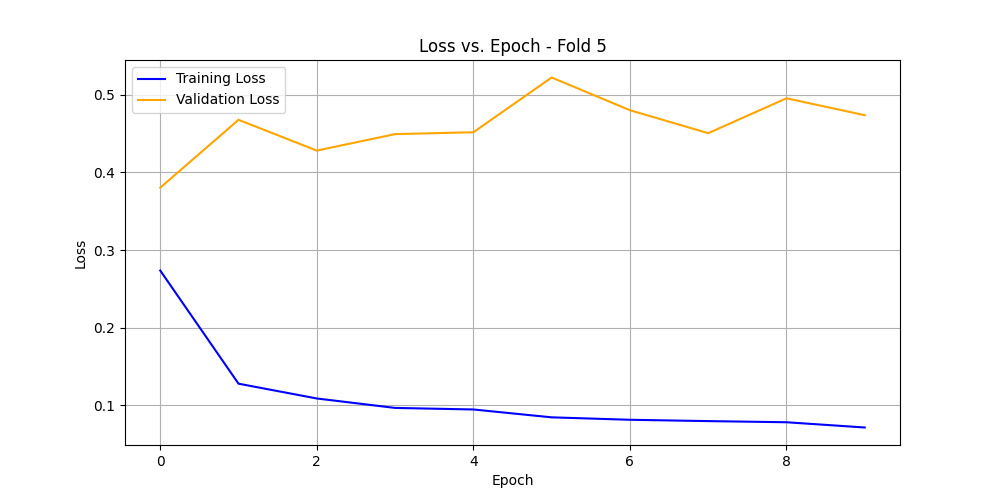 Loss vs. Epoch - Fold 5
Training Loss
Validation Loss
0.5
0.4
0.3
0.2
0.1
Loss
0 2 4 6 8
Epoch